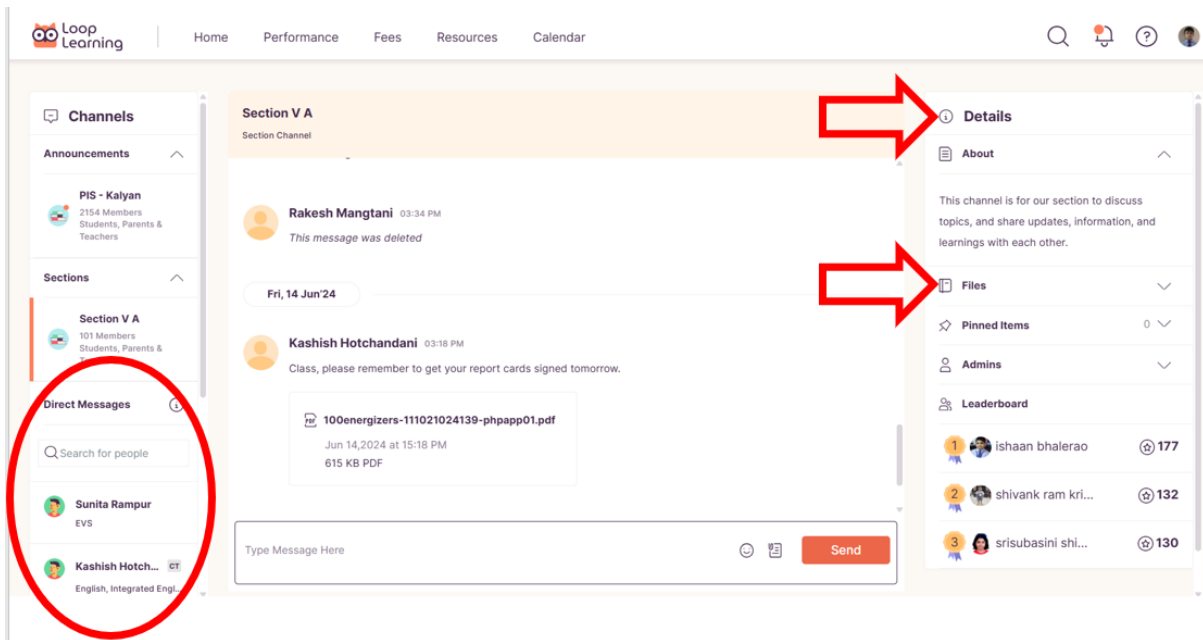 Loop
Learning
Home Performance Fees Resources Calendar
Channels
Announcements
PIS - Kalyan
2154 Members
Students, Parents &
Teachers
Sections
Section V A
101 Members
Students, Parents &
Direct Messages
Search for people
Sunita Rampur
EVS
Kashish Hotch... CT
English, Integrated Engl...
Section V A
Section Channel
Rakesh Mangtani 03:34 PM
This message was deleted
Fri, 14 Jun'24
Kashish Hotchandani 03:18 PM
Class, please remember to get your report cards signed tomorrow.
PDF 100energizers-111021024139-phpapp01.pdf
Jun 14,2024 at 15:18 PM
615 KB PDF
Type Message Here
Send
Details
About
This channel is for our section to discuss
topics, and share updates, information, and
learnings with each other.
Files
Pinned Items 0
Admins
Leaderboard
1 ishaan bhalerao 177
2 shivank ram kri... 132
3 srisubasini shi... 130